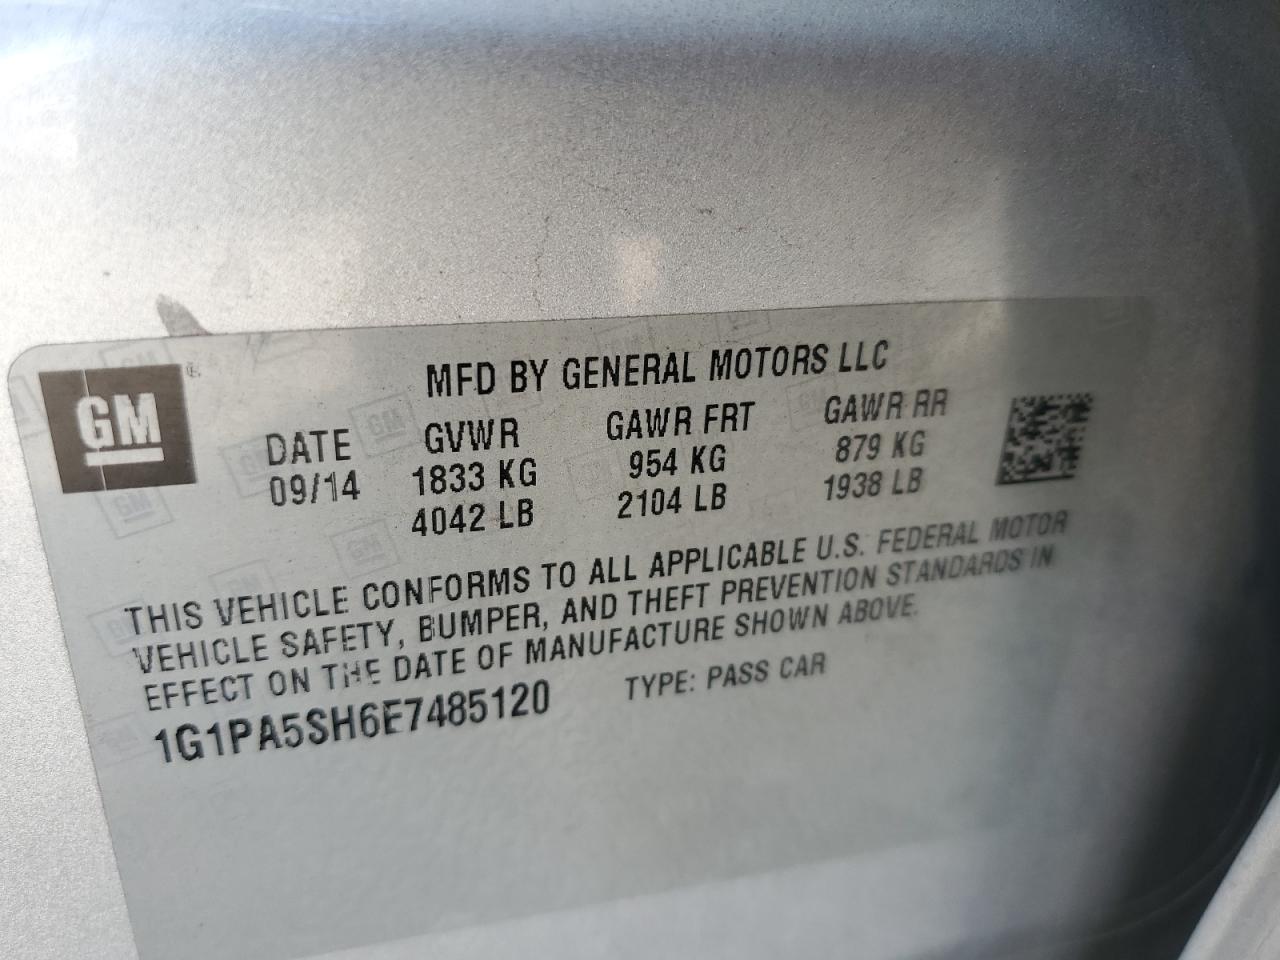 GM ®
MFD BY GENERAL MOTORS LLC
DATE GVWR GAWR FRT GAWR RR
09/14 1833 KG 954 KG 879 KG
4042 LB 2104 LB 1938 LB
THIS VEHICLE CONFORMS TO ALL APPLICABLE U.S. FEDERAL MOTOR
VEHICLE SAFETY, BUMPER, AND THEFT PREVENTION STANDARDS IN
EFFECT ON THE DATE OF MANUFACTURE SHOWN ABOVE.
1G1PA5SH6E7485120 TYPE: PASS CAR